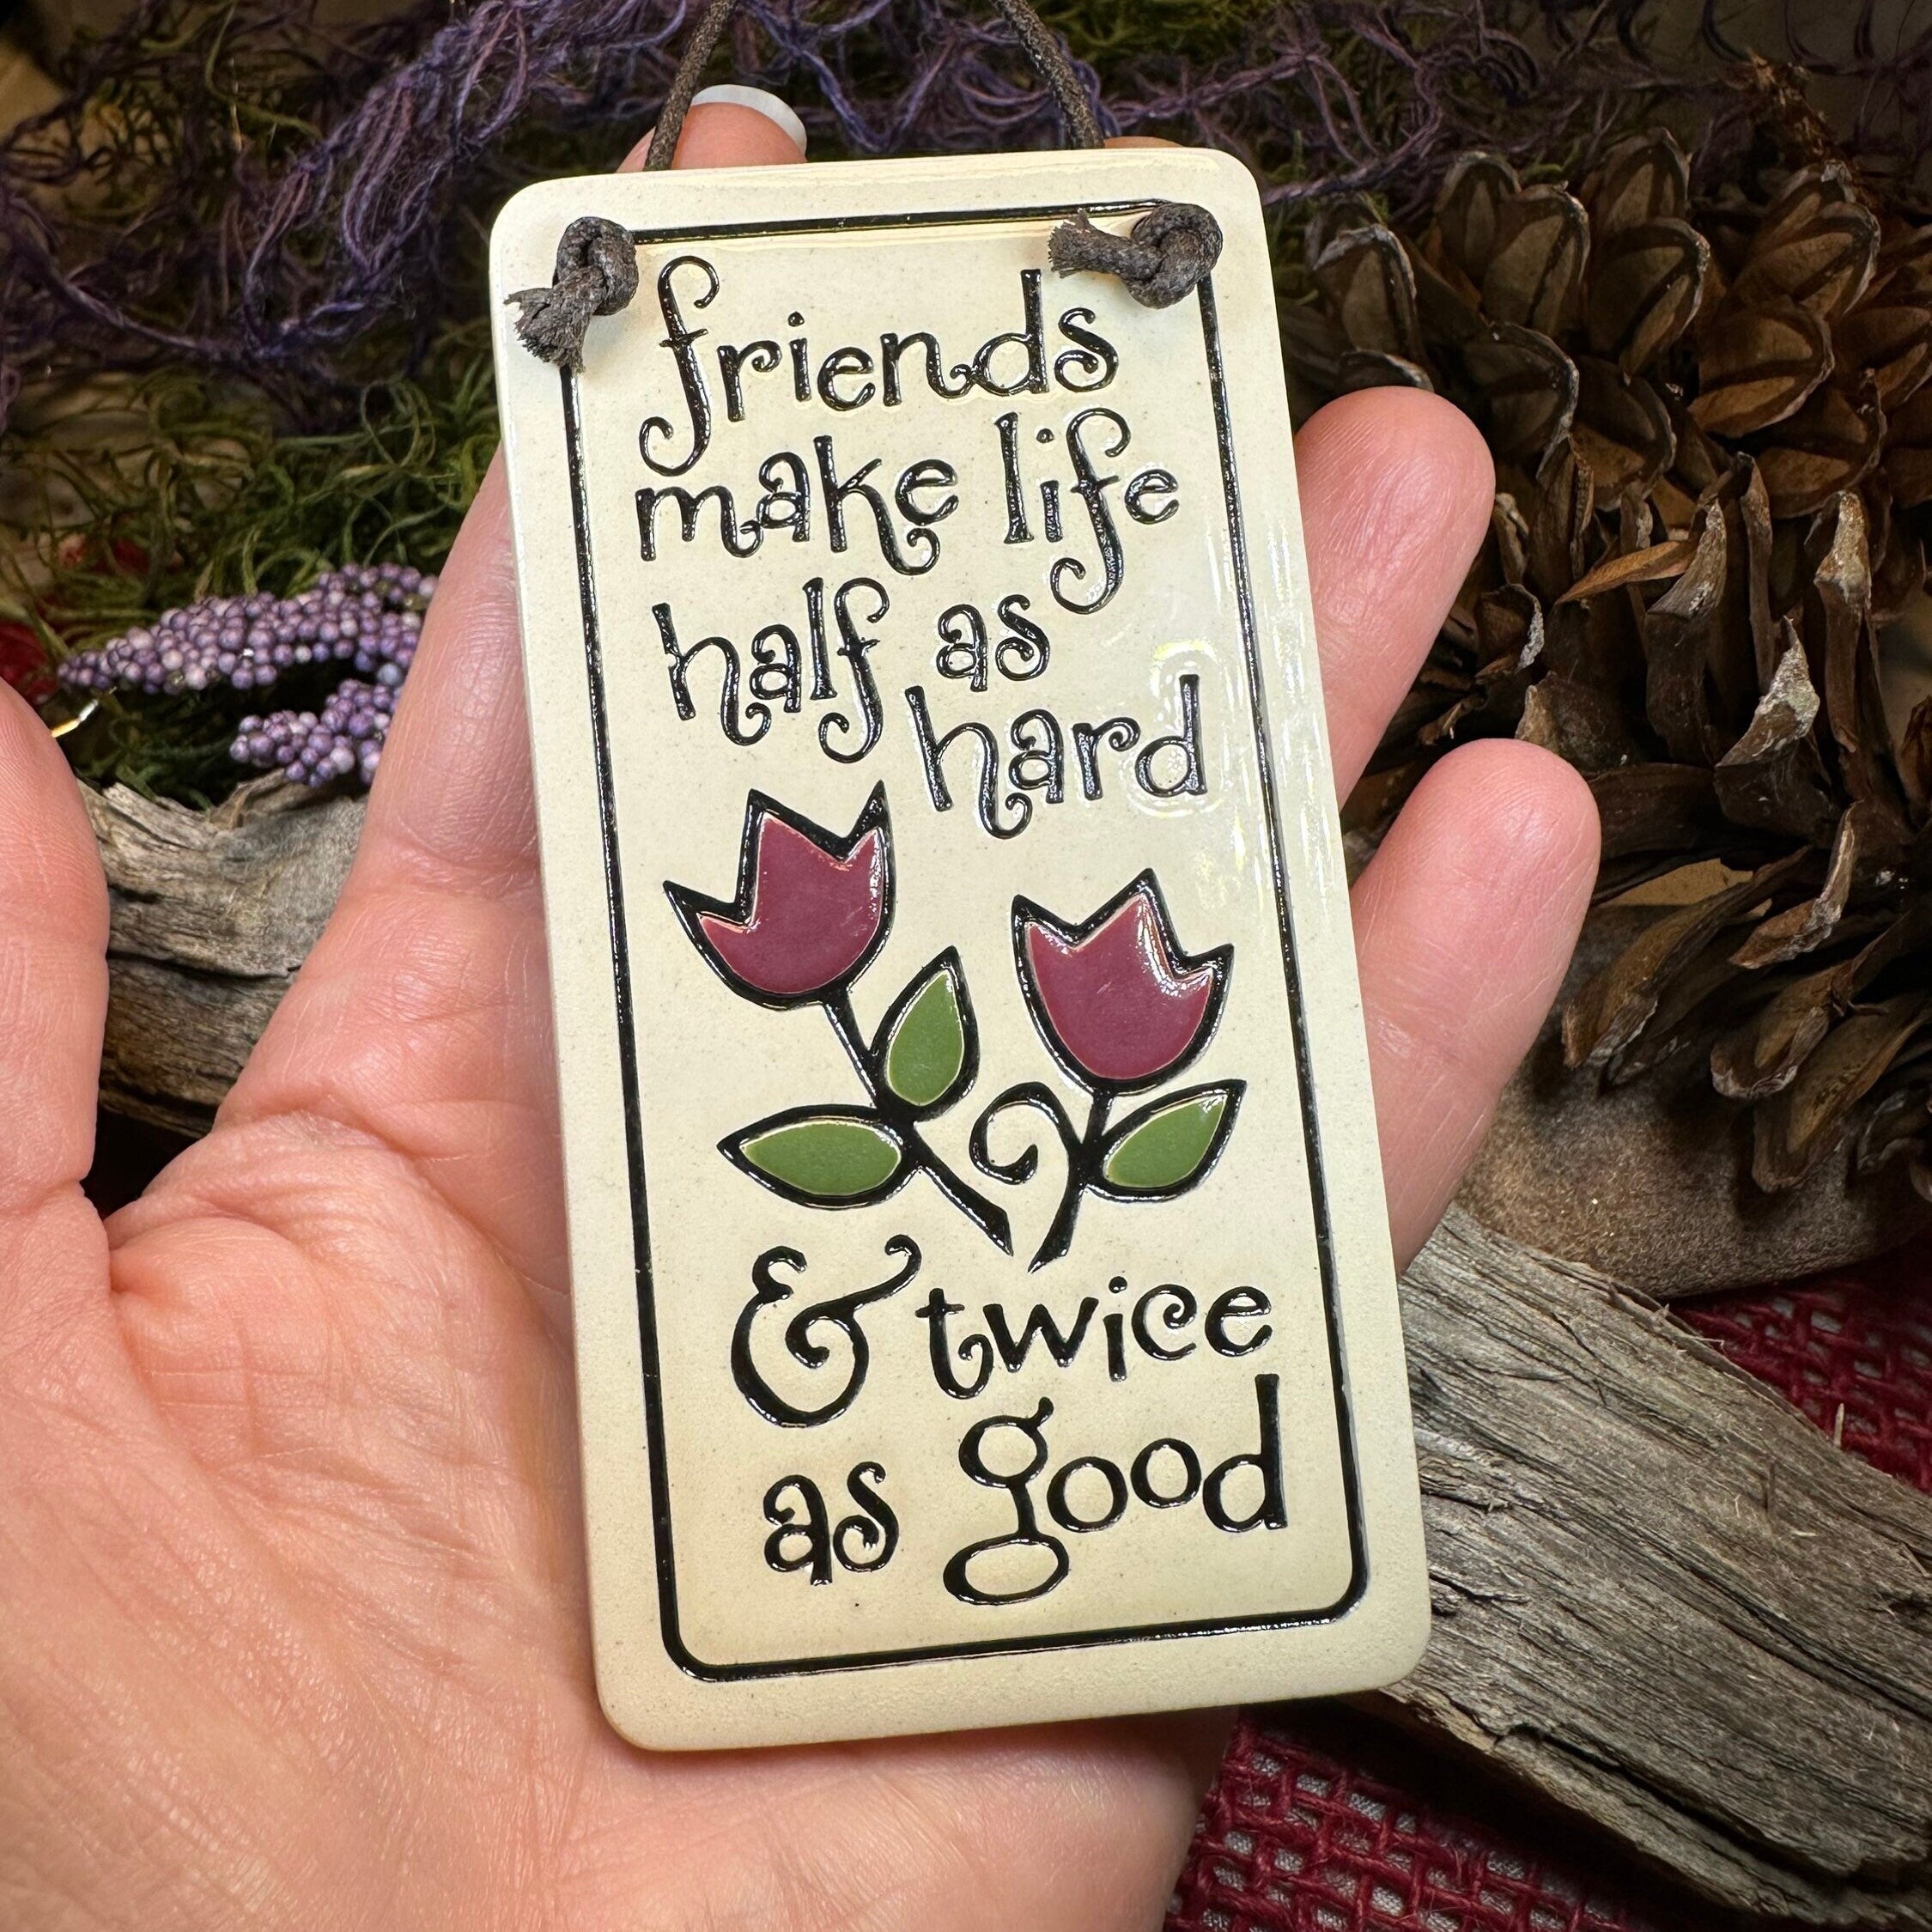 friends
make life
half as
hard
& twice
as good